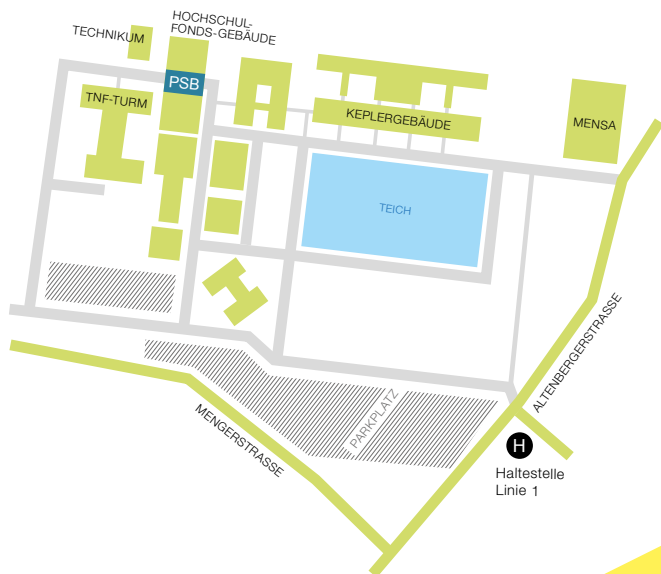 HOCHSCHUL-
FONDS-GEBÄUDE
TECHNIKUM
PSB
TNF-TURM
KEPLERGEBÄUDE
MENSA
TEICH
ALTENBERGERSTRASSE
PARKPLATZ
MENGERSTRASSE
H
Haltestelle
Linie 1